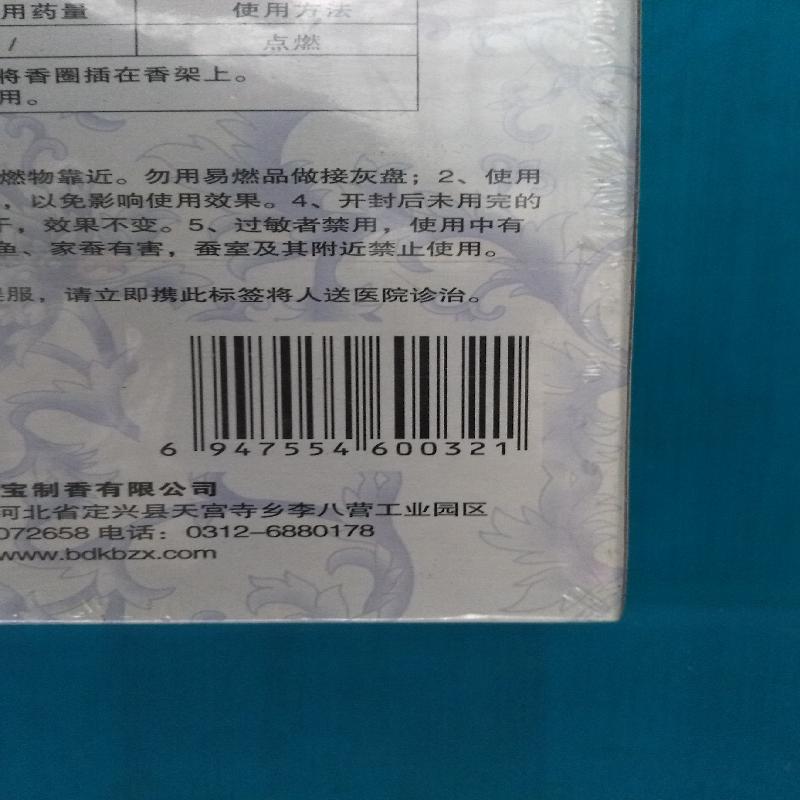 用药量 使用方法
/ 点燃
将香圈插在香架上。
用。
燃物靠近。勿用易燃品做接灰盘；2、使用
，以免影响使用效果。4、开封后未用完的
干，效果不变。5、过敏者禁用，使用中有
鱼、家蚕有害，蚕室及其附近禁止使用。
服，请立即携此标签将人送医院诊治。
6 947554 600321
宝制香有限公司
河北省定兴县天宫寺乡李八营工业园区
072658 电话：0312-6880178
www.bdkbzx.com